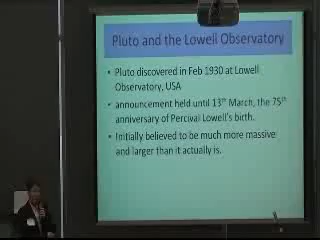 Pluto and the Lowell Observatory
• Pluto discovered in Feb 1930 at Lowell
Observatory, USA
• announcement held until 13th March, the 75th
anniversary of Percival Lowell's birth.
• Initially believed to be much more massive
and larger than it actually is.